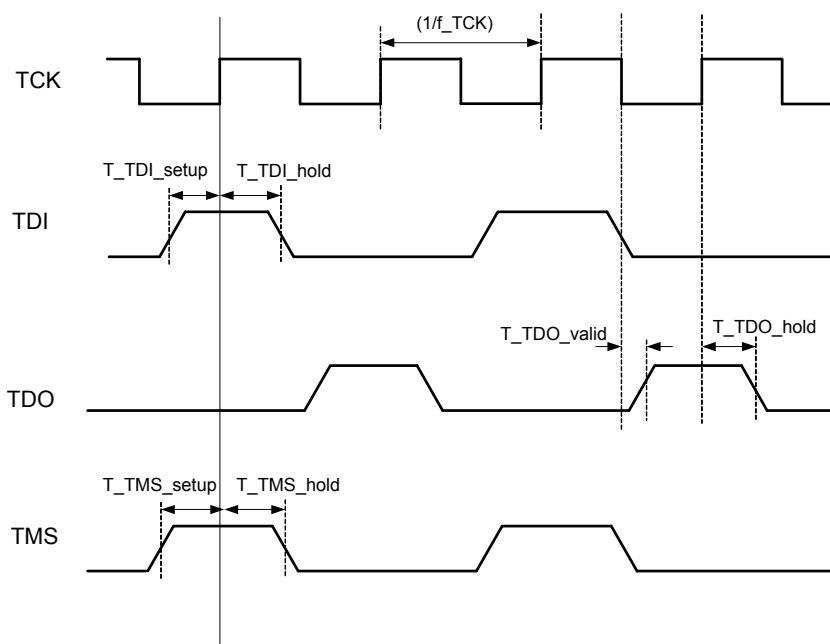 (1/f_TCK)
TCK
T_TDI_setup T_TDI_hold
TDI
T_TDO_valid T_TDO_hold
TDO
T_TMS_setup T_TMS_hold
TMS